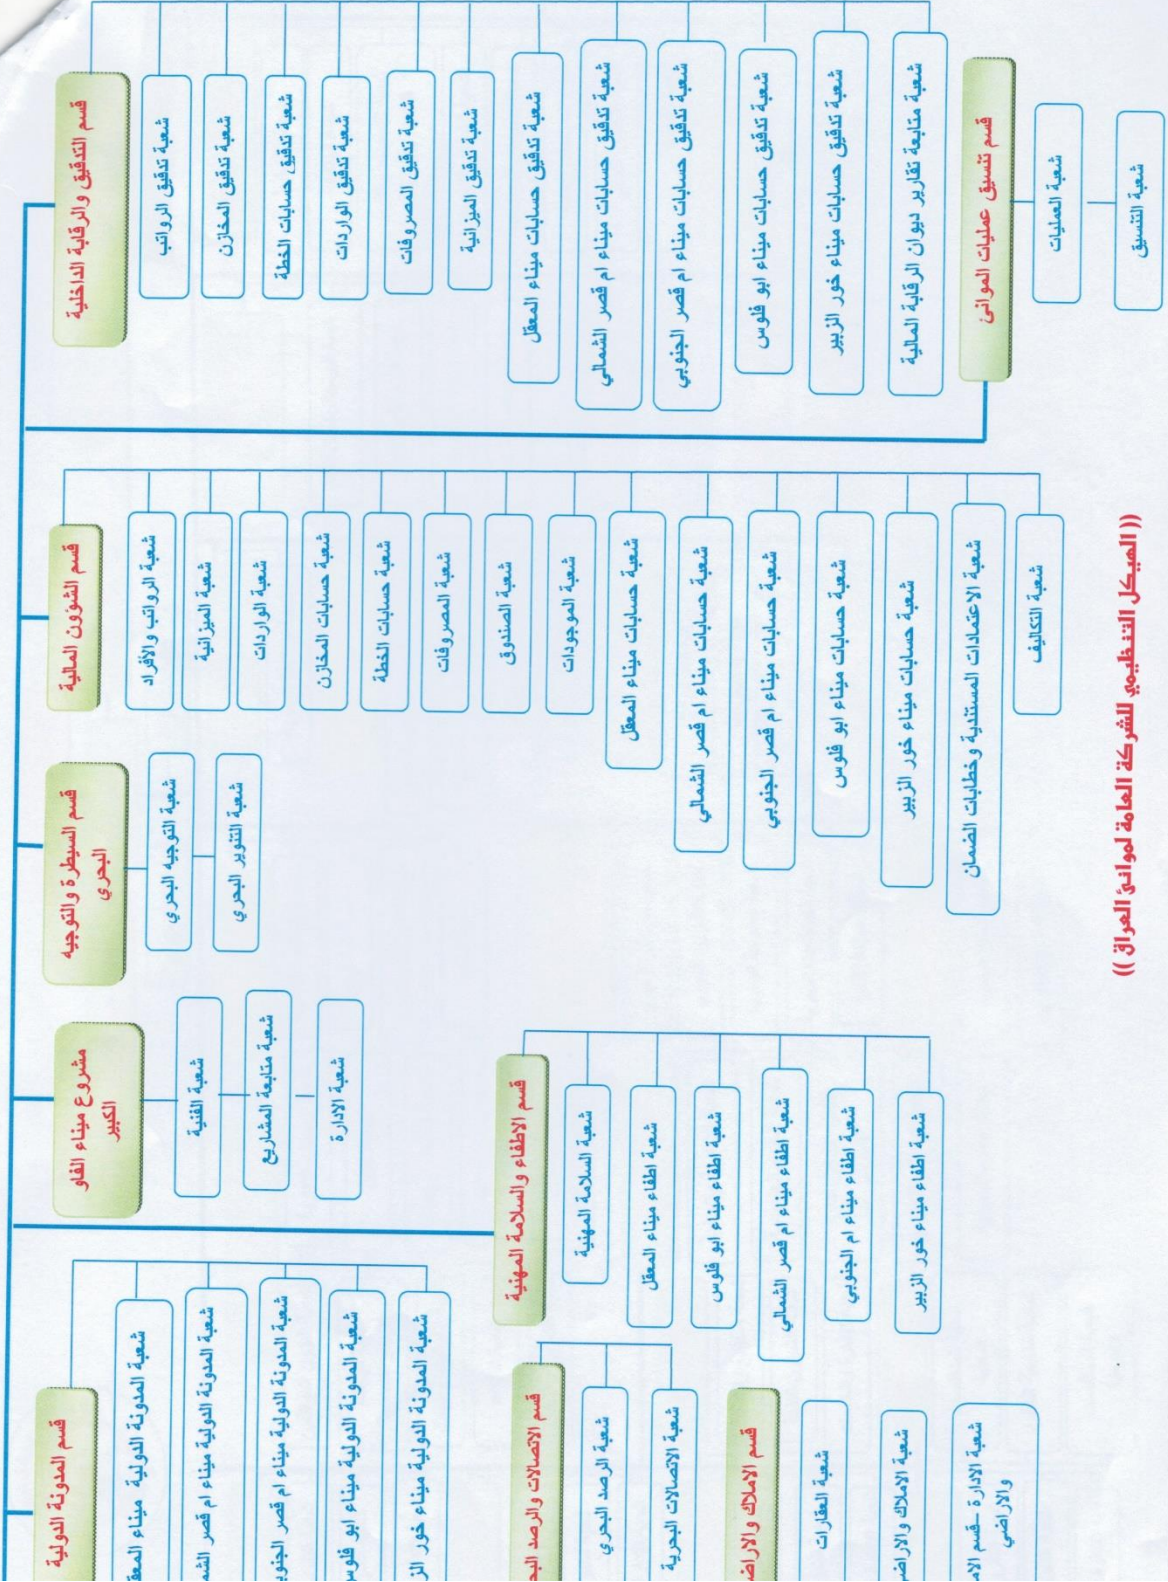 قسم التدقيق والرقابة الداخلية
شعبة تدقيق الرواتب
شعبة تدقيق المخازن
شعبة تدقيق حسابات الخطة
شعبة تدقيق الواردات
شعبة تدقيق المصروفات
شعبة تدقيق الميزانية
شعبة تدقيق حسابات ميناء المعقل
شعبة تدقيق حسابات ميناء ام قصر الشمالي
شعبة تدقيق حسابات ميناء ام قصر الجنوبي
شعبة تدقيق حسابات ميناء ابو فلوس
شعبة تدقيق حسابات ميناء خور الزبير
شعبة متابعة تقارير ديوان الرقابة المالية
قسم تنسيق عمليات الموانئ
شعبة العمليات
شعبة التنسيق
قسم الشؤون المالية
شعبة الرواتب والافراد
شعبة الميزانية
شعبة الواردات
شعبة حسابات المخازن
شعبة حسابات الخطة
شعبة المصروفات
شعبة الصندوق
شعبة الموجودات
شعبة حسابات ميناء المعقل
شعبة حسابات ميناء ام قصر الشمالي
شعبة حسابات ميناء ام قصر الجنوبي
شعبة حسابات ميناء ابو فلوس
شعبة حسابات ميناء خور الزبير
شعبة الاعتمادات المستندية وخطابات الضمان
شعبة التكاليف
(( الهيكل التنظيمي للشركة العامة لموانئ العراق ))
قسم السيطرة والتوجيه
البحري
شعبة التوجيه البحري
شعبة التنوير البحري
مشروع ميناء الفاو
الكبير
شعبة الفنية
شعبة متابعة المشاريع
شعبة الادارة
قسم الاطفاء والسلامة المهنية
شعبة السلامة المهنية
شعبة اطفاء ميناء المعقل
شعبة اطفاء ميناء ابو فلوس
شعبة اطفاء ميناء ام قصر الشمالي
شعبة اطفاء ميناء ام الجنوبي
شعبة اطفاء ميناء خور الزبير
قسم المدونة الدولية
شعبة المدونة الدولية ميناء
شعبة المدونة الدولية ميناء ام قصر
شعبة المدونة الدولية ميناء ام قصر
شعبة المدونة الدولية ميناء ابو
شعبة المدونة الدولية ميناء خور
قسم الاتصالات والرصد
شعبة الرصد البحري
شعبة الاتصالات البحرية
قسم الاملاك
شعبة العقارات
شعبة الاملاك
شعبة الادارة – قسم
والاراضي